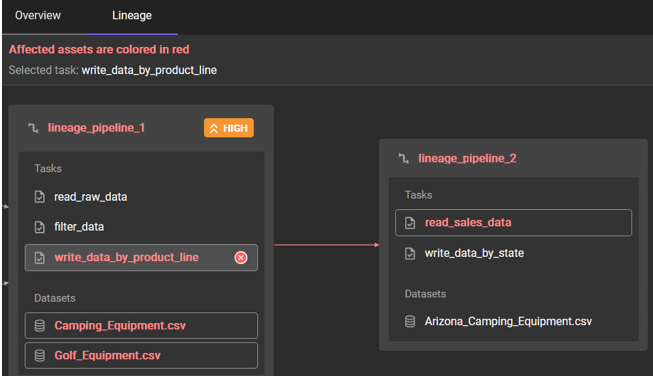 Overview
Lineage
Affected assets are colored in red
Selected task: write_data_by_product_line
lineage_pipeline_1
HIGH
Tasks
read_raw_data
filter_data
write_data_by_product_line
Datasets
Camping_Equipment.csv
Golf_Equipment.csv
lineage_pipeline_2
Tasks
read_sales_data
write_data_by_state
Datasets
Arizona_Camping_Equipment.csv